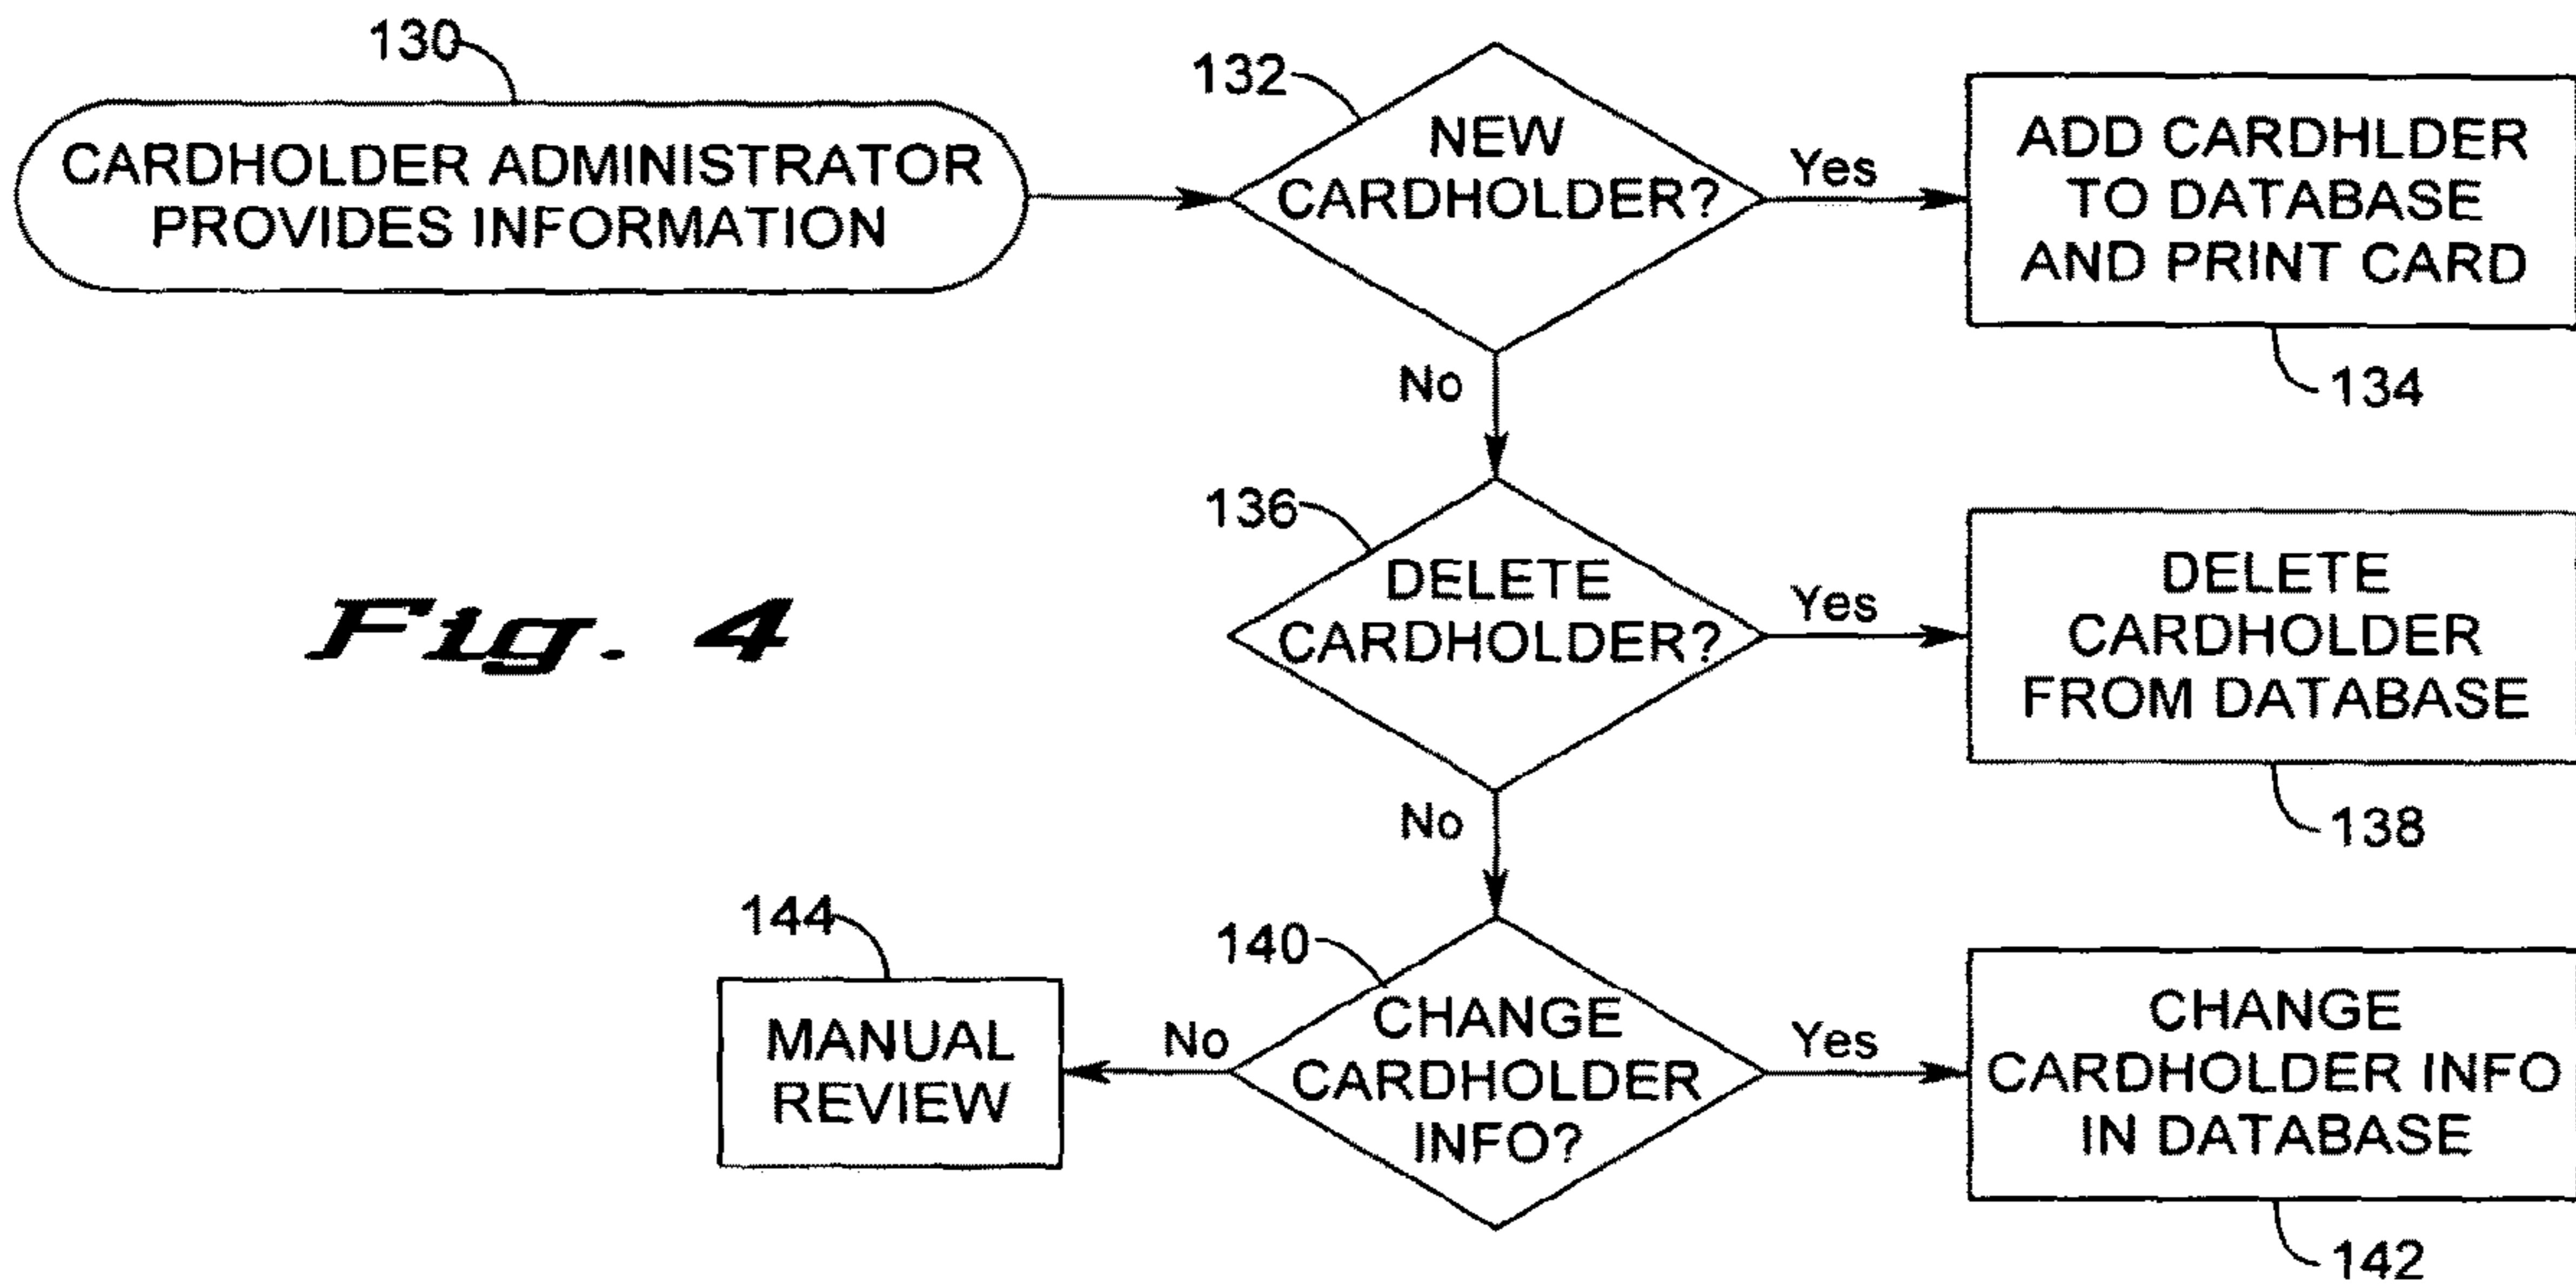 130
CARDHOLDER ADMINISTRATOR
PROVIDES INFORMATION
132
NEW
CARDHOLDER?
Yes
ADD CARDHLDER
TO DATABASE
AND PRINT CARD
134
No
136
DELETE
CARDHOLDER?
Yes
DELETE
CARDHOLDER
FROM DATABASE
138
Fig. 4
No
140
CHANGE
CARDHOLDER
INFO?
Yes
CHANGE
CARDHOLDER INFO
IN DATABASE
142
No
144
MANUAL
REVIEW